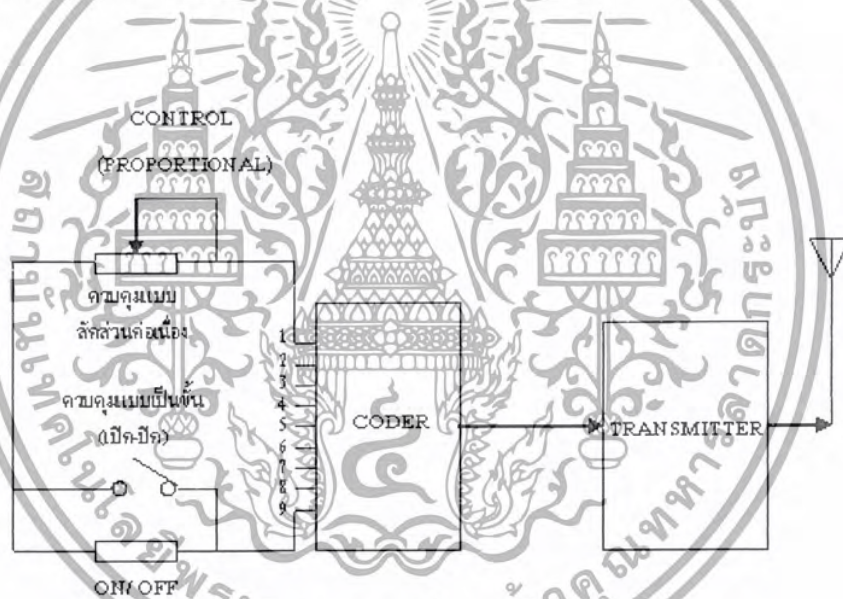 CONTROL
(PROPORTIONAL)
ควบคุมแบบ
สัดส่วนต่อเนื่อง
ควบคุมแบบเป็นขั้น
(เปิด-ปิด)
ON/ OFF
1
2
3
4
5
6
7
8
9
CODER
TRANSMITTER